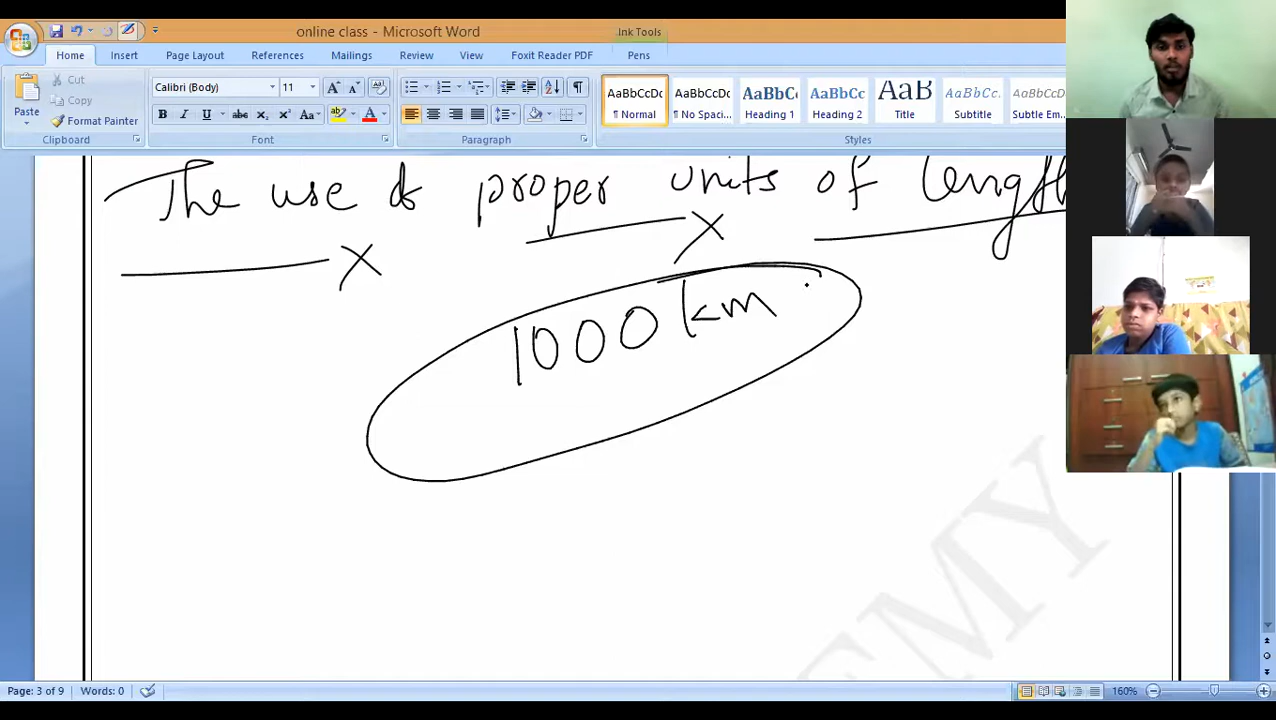 online class - Microsoft Word
Ink Tools
Home Insert Page Layout References Mailings Review View Foxit Reader PDF Pens
Cut
Copy
Format Painter
Paste
Calibri (Body) 11
AaBbCcDc AaBbCcDc AaBbCc AaBbCc AaB AaBbCc. AaBbCcDc
¶ Normal ¶ No Spaci... Heading 1 Heading 2 Title Subtitle Subtle Em...
Clipboard Font Paragraph Styles
The use of proper units of length
x x
1000 km
EMY
Page: 3 of 9 Words: 0 160%